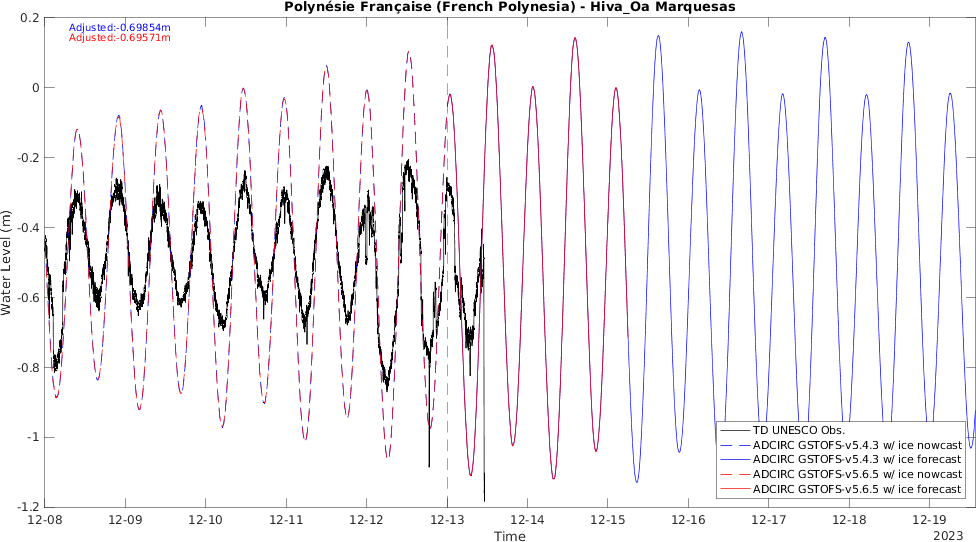 Polynésie Française (French Polynesia) - Hiva_Oa Marquesas
Adjusted:-0.69854m
Adjusted:-0.69571m
0.2
0
-0.2
-0.4
-0.6
-0.8
-1
-1.2
Water Level (m)
TD UNESCO Obs.
ADCIRC GSTOFS-v5.4.3 w/ ice nowcast
ADCIRC GSTOFS-v5.4.3 w/ ice forecast
ADCIRC GSTOFS-v5.6.5 w/ ice nowcast
ADCIRC GSTOFS-v5.6.5 w/ ice forecast
12-08 12-09 12-10 12-11 12-12 12-13 12-14 12-15 12-16 12-17 12-18 12-19
Time
2023